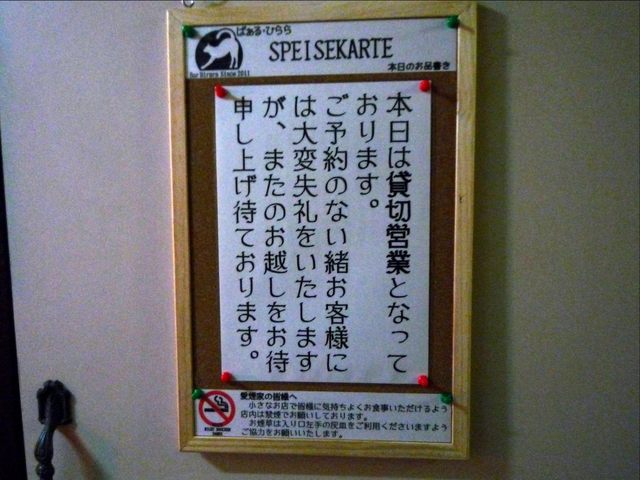 ばぁる・ひらら
SPEISEKARTE
Bar Hirara Since 2011
本日のお品書き
本日は貸切営業となって
おります。
ご予約のない緒お客様に
は大変失礼をいたします
が、またのお越しをお待
申し上げ待ております。
愛煙家の皆様へ
小さなお店で皆様に気持ちよくお食事いただけるよう
店内は禁煙でお願いしております。
お煙草は入り口左手の灰皿をご利用くださいますよう
ご協力をお願いいたします。